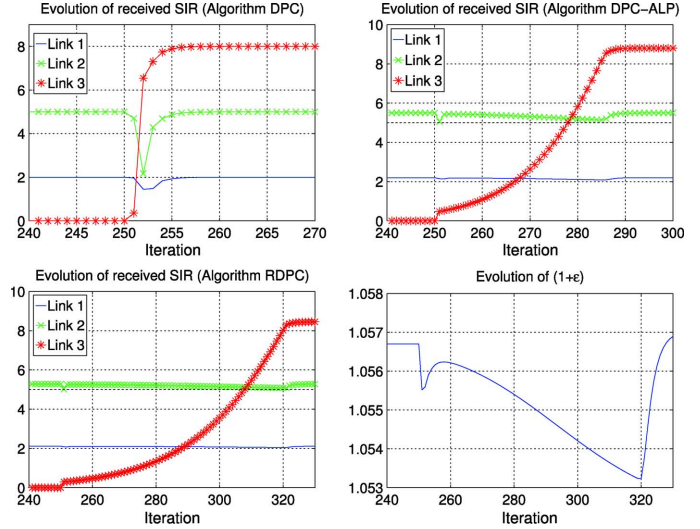 Evolution of received SIR (Algorithm DPC)
8
6
4
2
0
Link 1
Link 2
Link 3
240 245 250 255 260 265 270
Iteration
Evolution of received SIR (Algorithm DPC-ALP)
10
8
6
4
2
0
Link 1
Link 2
Link 3
240 250 260 270 280 290 300
Iteration
Evolution of received SIR (Algorithm RDPC)
10
8
6
4
2
0
Link 1
Link 2
Link 3
240 260 280 300 320
Iteration
Evolution of (1+ε)
1.058
1.057
1.056
1.055
1.054
1.053
240 260 280 300 320
Iteration